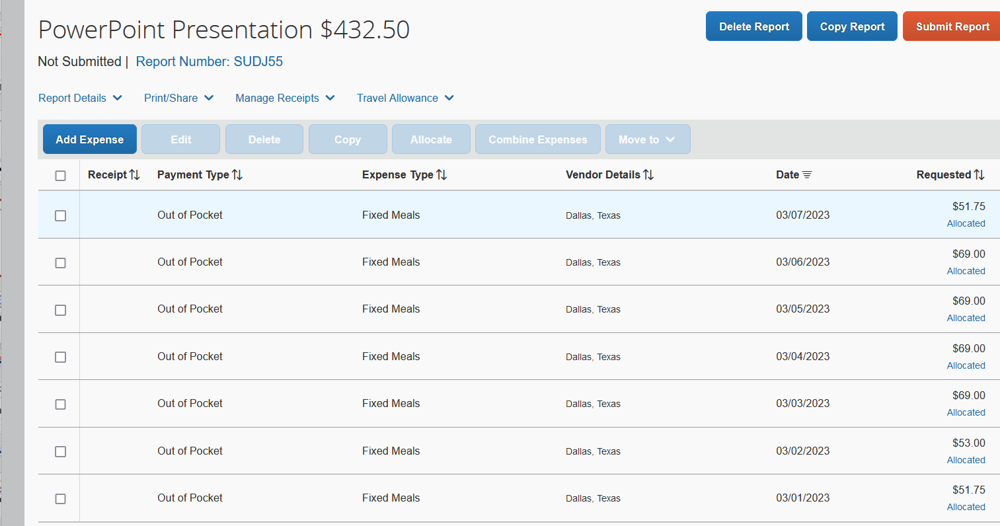 PowerPoint Presentation $432.50
Delete Report
Copy Report
Submit Report
Not Submitted | Report Number: SUDJ55
Report Details
Print/Share
Manage Receipts
Travel Allowance
Add Expense
Edit
Delete
Copy
Allocate
Combine Expenses
Move to
Receipt Payment Type Expense Type Vendor Details Date Requested
Out of Pocket Fixed Meals Dallas, Texas 03/07/2023 $51.75
Allocated
Out of Pocket Fixed Meals Dallas, Texas 03/06/2023 $69.00
Allocated
Out of Pocket Fixed Meals Dallas, Texas 03/05/2023 $69.00
Allocated
Out of Pocket Fixed Meals Dallas, Texas 03/04/2023 $69.00
Allocated
Out of Pocket Fixed Meals Dallas, Texas 03/03/2023 $69.00
Allocated
Out of Pocket Fixed Meals Dallas, Texas 03/02/2023 $53.00
Allocated
Out of Pocket Fixed Meals Dallas, Texas 03/01/2023 $51.75
Allocated